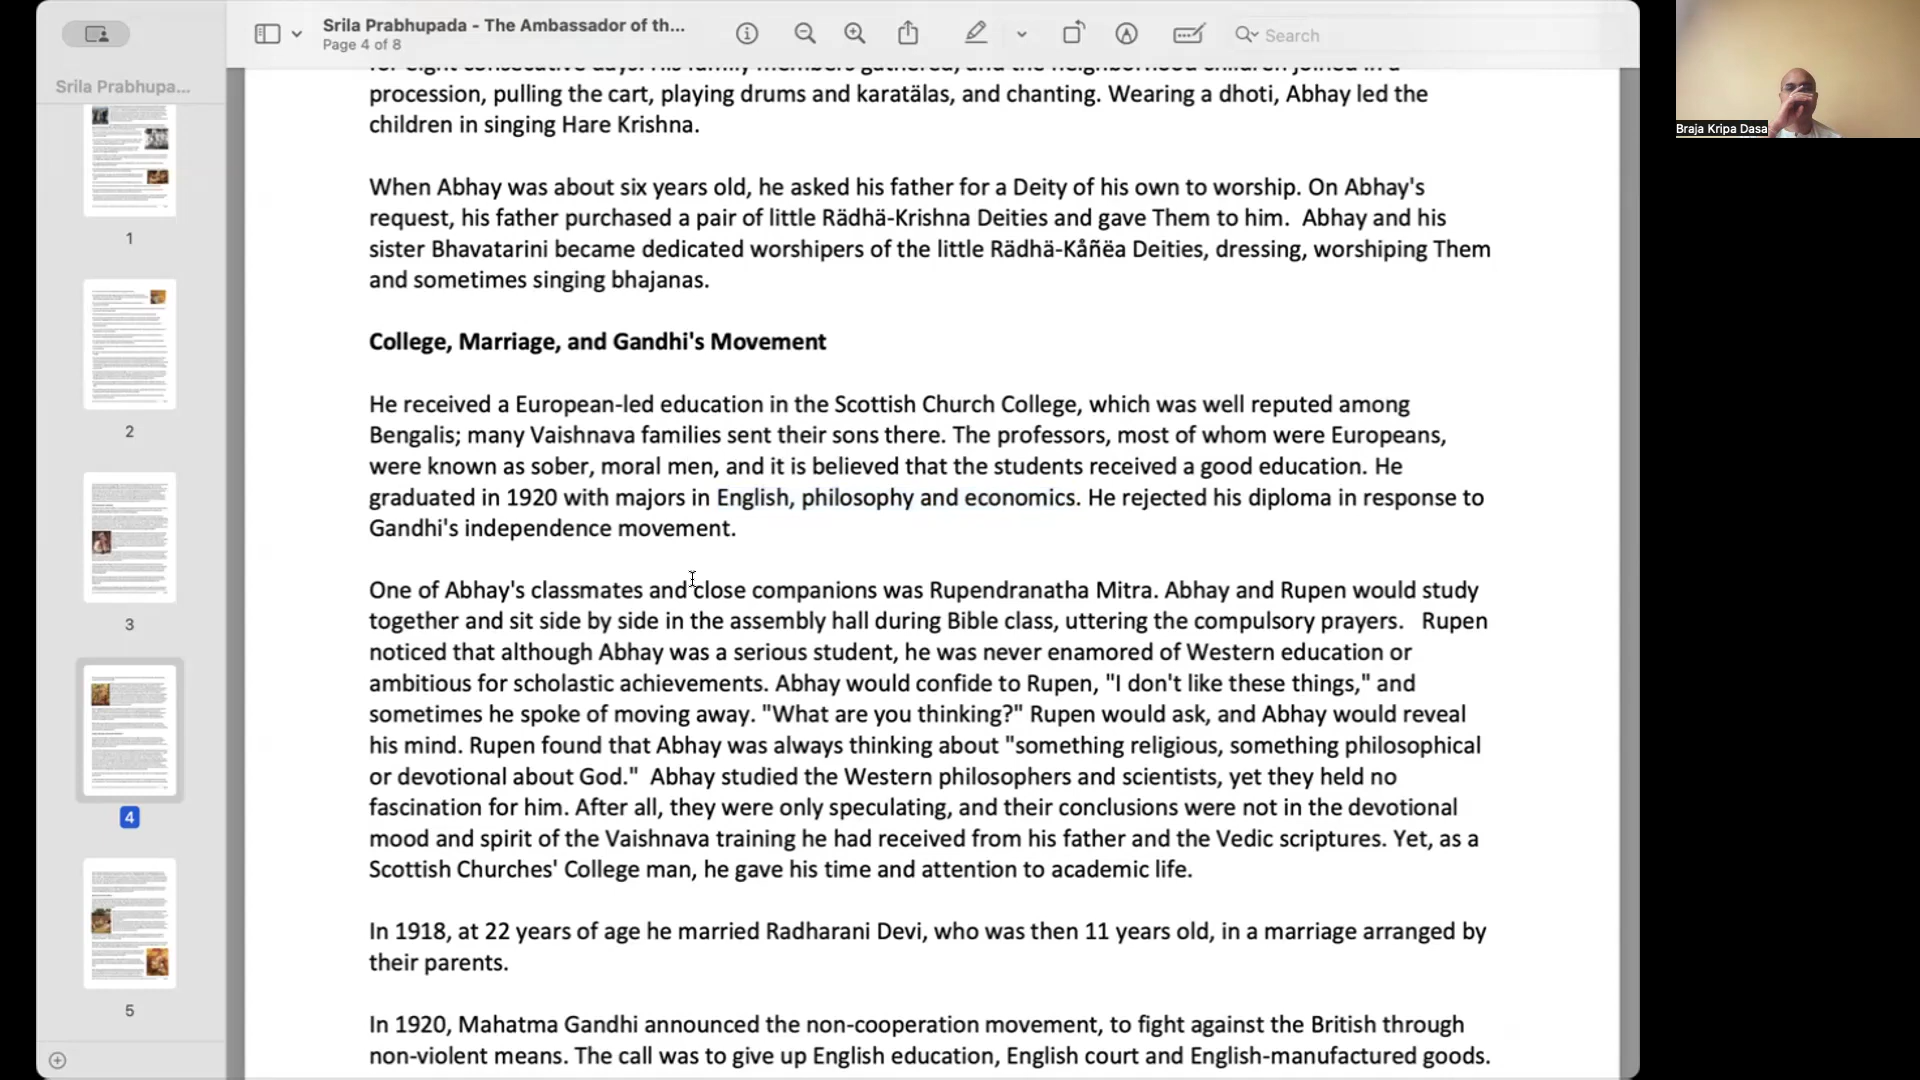 Srila Prabhupada - The Ambassador of th...
Page 4 of 8
Search
Srila Prabhupa...
1
2
3
4
5
for eight consecutive days. His family members gathered, and the neighborhood children joined in a
procession, pulling the cart, playing drums and karatälas, and chanting. Wearing a dhoti, Abhay led the
children in singing Hare Krishna.
When Abhay was about six years old, he asked his father for a Deity of his own to worship. On Abhay's
request, his father purchased a pair of little Rädhä-Krishna Deities and gave Them to him.  Abhay and his
sister Bhavatarini became dedicated worshipers of the little Rädhä-Kåñëa Deities, dressing, worshiping Them
and sometimes singing bhajanas.
College, Marriage, and Gandhi's Movement
He received a European-led education in the Scottish Church College, which was well reputed among
Bengalis; many Vaishnava families sent their sons there. The professors, most of whom were Europeans,
were known as sober, moral men, and it is believed that the students received a good education. He
graduated in 1920 with majors in English, philosophy and economics. He rejected his diploma in response to
Gandhi's independence movement.
One of Abhay's classmates and close companions was Rupendranatha Mitra. Abhay and Rupen would study
together and sit side by side in the assembly hall during Bible class, uttering the compulsory prayers.   Rupen
noticed that although Abhay was a serious student, he was never enamored of Western education or
ambitious for scholastic achievements. Abhay would confide to Rupen, "I don't like these things," and
sometimes he spoke of moving away. "What are you thinking?" Rupen would ask, and Abhay would reveal
his mind. Rupen found that Abhay was always thinking about "something religious, something philosophical
or devotional about God."  Abhay studied the Western philosophers and scientists, yet they held no
fascination for him. After all, they were only speculating, and their conclusions were not in the devotional
mood and spirit of the Vaishnava training he had received from his father and the Vedic scriptures. Yet, as a
Scottish Churches' College man, he gave his time and attention to academic life.
In 1918, at 22 years of age he married Radharani Devi, who was then 11 years old, in a marriage arranged by
their parents.
In 1920, Mahatma Gandhi announced the non-cooperation movement, to fight against the British through
non-violent means. The call was to give up English education, English court and English-manufactured goods.
Braja Kripa Dasa